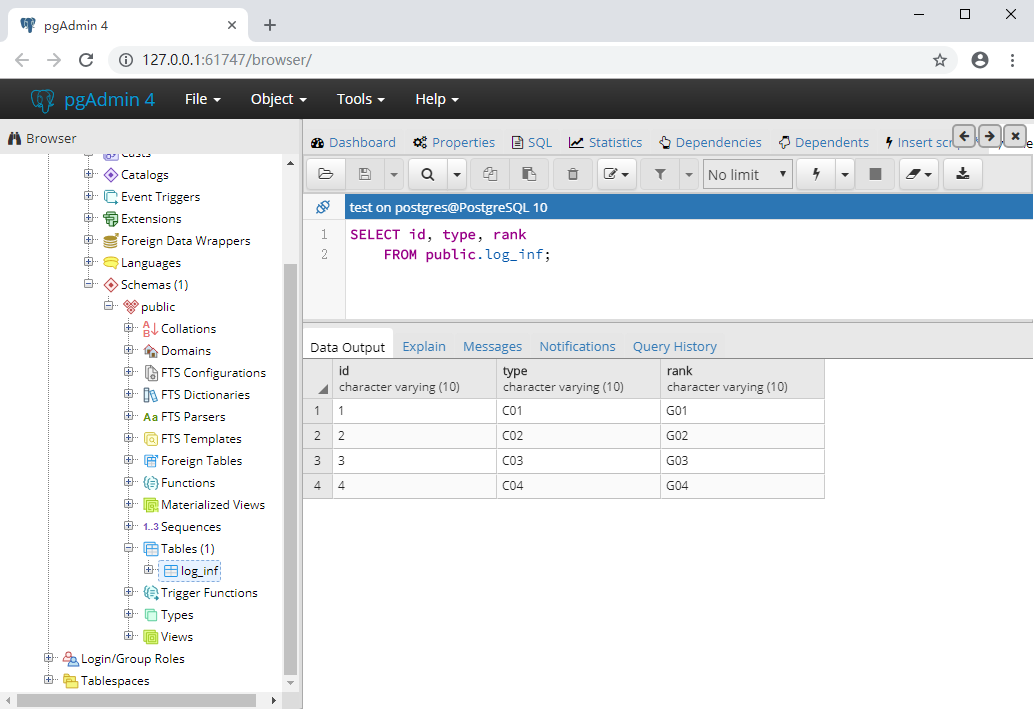 pgAdmin 4
127.0.0.1:61747/browser/
pgAdmin 4 File Object Tools Help
Browser
Dashboard Properties SQL Statistics Dependencies Dependents Insert
Casts
Catalogs
Event Triggers
Extensions
Foreign Data Wrappers
Languages
Schemas (1)
public
Collations
Domains
FTS Configurations
FTS Dictionaries
Aa FTS Parsers
FTS Templates
Foreign Tables
Functions
Materialized Views
1..3 Sequences
Tables (1)
log_inf
Trigger Functions
Types
Views
Login/Group Roles
Tablespaces
No limit
test on postgres@PostgreSQL 10
1 SELECT id, type, rank
2 FROM public.log_inf;
Data Output Explain Messages Notifications Query History
id type rank
character varying (10) character varying (10) character varying (10)
1 1 C01 G01
2 2 C02 G02
3 3 C03 G03
4 4 C04 G04